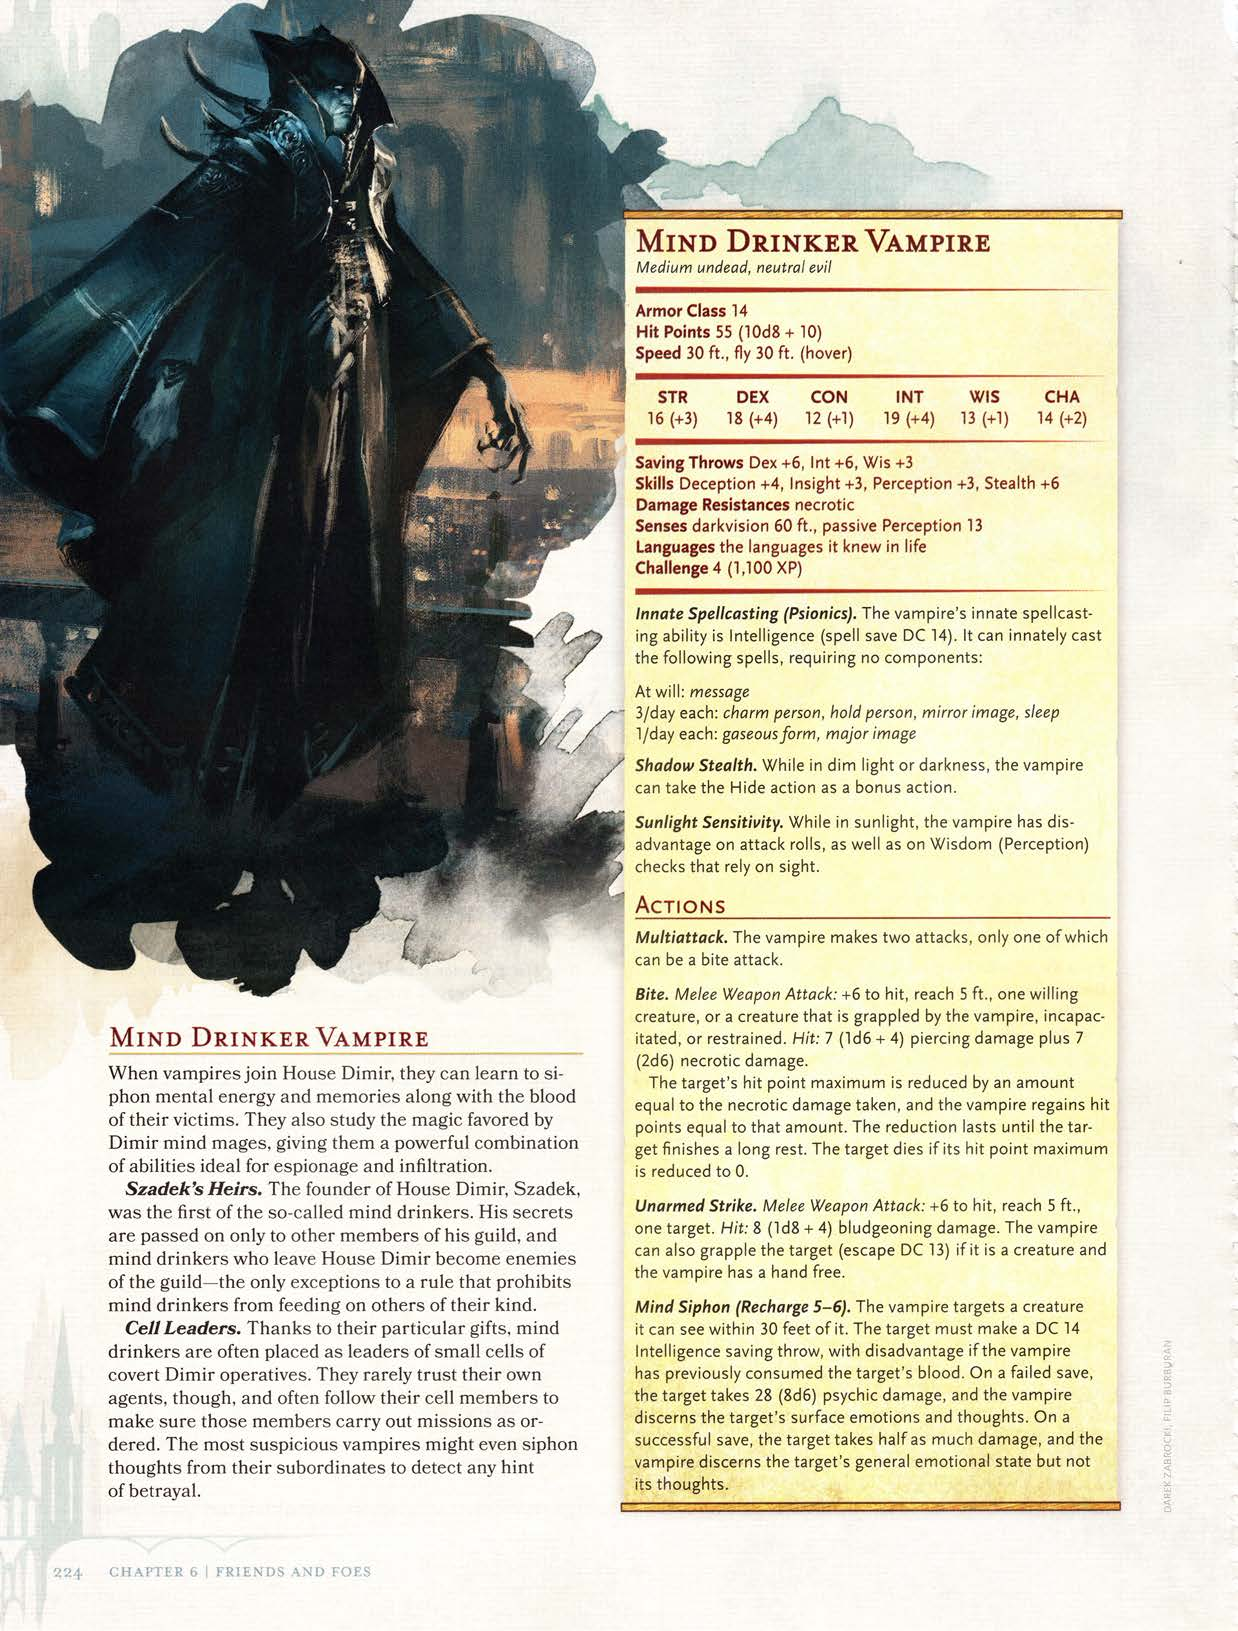 MIND DRINKER VAMPIRE
Medium undead, neutral evil
Armor Class 14
Hit Points 55 (10d8 + 10)
Speed 30 ft., fly 30 ft. (hover)
STR DEX CON INT WIS CHA
16 (+3) 18 (+4) 12 (+1) 19 (+4) 13 (+1) 14 (+2)
Saving Throws Dex +6, Int +6, Wis +3
Skills Deception +4, Insight +3, Perception +3, Stealth +6
Damage Resistances necrotic
Senses darkvision 60 ft., passive Perception 13
Languages the languages it knew in life
Challenge 4 (1,100 XP)
Innate Spellcasting (Psionics). The vampire's innate spellcast-
ing ability is Intelligence (spell save DC 14). It can innately cast
the following spells, requiring no components:
At will: message
3/day each: charm person, hold person, mirror image, sleep
1/day each: gaseous form, major image
Shadow Stealth. While in dim light or darkness, the vampire
can take the Hide action as a bonus action.
Sunlight Sensitivity. While in sunlight, the vampire has dis-
advantage on attack rolls, as well as on Wisdom (Perception)
checks that rely on sight.
ACTIONS
Multiattack. The vampire makes two attacks, only one of which
can be a bite attack.
Bite. Melee Weapon Attack: +6 to hit, reach 5 ft., one willing
creature, or a creature that is grappled by the vampire, incapac-
itated, or restrained. Hit: 7 (1d6 + 4) piercing damage plus 7
(2d6) necrotic damage.
The target's hit point maximum is reduced by an amount
equal to the necrotic damage taken, and the vampire regains hit
points equal to that amount. The reduction lasts until the tar-
get finishes a long rest. The target dies if its hit point maximum
is reduced to 0.
Unarmed Strike. Melee Weapon Attack: +6 to hit, reach 5 ft.,
one target. Hit: 8 (1d8 + 4) bludgeoning damage. The vampire
can also grapple the target (escape DC 13) if it is a creature and
the vampire has a hand free.
Mind Siphon (Recharge 5–6). The vampire targets a creature
it can see within 30 feet of it. The target must make a DC 14
Intelligence saving throw, with disadvantage if the vampire
has previously consumed the target's blood. On a failed save,
the target takes 28 (8d6) psychic damage, and the vampire
discerns the target's surface emotions and thoughts. On a
successful save, the target takes half as much damage, and the
vampire discerns the target's general emotional state but not
its thoughts.
MIND DRINKER VAMPIRE
When vampires join House Dimir, they can learn to si-
phon mental energy and memories along with the blood
of their victims. They also study the magic favored by
Dimir mind mages, giving them a powerful combination
of abilities ideal for espionage and infiltration.
Szadek's Heirs. The founder of House Dimir, Szadek,
was the first of the so-called mind drinkers. His secrets
are passed on only to other members of his guild, and
mind drinkers who leave House Dimir become enemies
of the guild—the only exceptions to a rule that prohibits
mind drinkers from feeding on others of their kind.
Cell Leaders. Thanks to their particular gifts, mind
drinkers are often placed as leaders of small cells of
covert Dimir operatives. They rarely trust their own
agents, though, and often follow their cell members to
make sure those members carry out missions as or-
dered. The most suspicious vampires might even siphon
thoughts from their subordinates to detect any hint
of betrayal.
DAREK ZABROCKI, FILIP BURBURAN
224 CHAPTER 6 | FRIENDS AND FOES